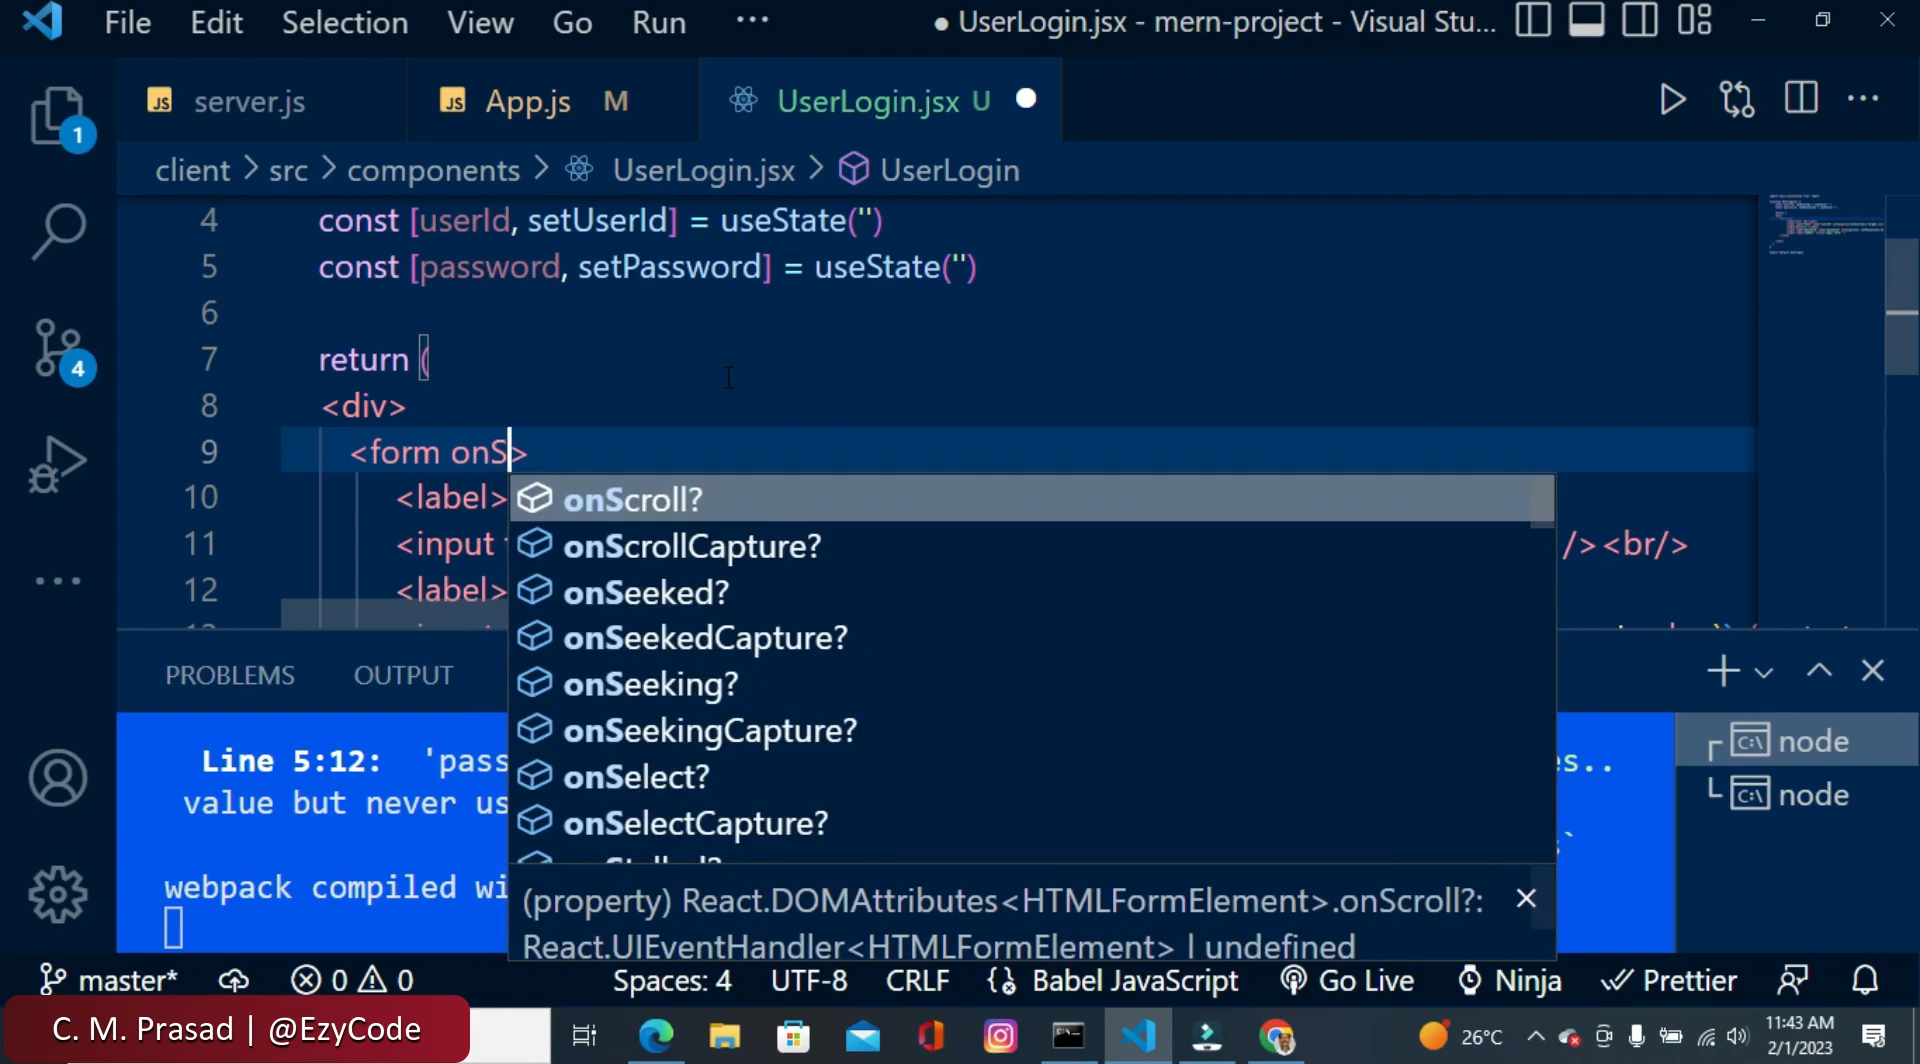 File Edit Selection View Go Run ··· ● UserLogin.jsx - mern-project - Visual Stu...
JS server.js JS App.js M UserLogin.jsx U
client > src > components > UserLogin.jsx > UserLogin
4 const [userId, setUserId] = useState('')
5 const [password, setPassword] = useState('')
6
7 return (
8 <div>
9 <form onS>
10 <label>
11 <input /><br/>
12 <label>
onScroll?
onScrollCapture?
onSeeked?
onSeekedCapture?
onSeeking?
onSeekingCapture?
onSelect?
onSelectCapture?
(property) React.DOMAttributes<HTMLFormElement>.onScroll?:
React.UIEventHandler<HTMLFormElement> | undefined
1
4
PROBLEMS OUTPUT
Line 5:12: 'pass es..
value but never us
webpack compiled wi
node
node
master* 0 0 Spaces: 4 UTF-8 CRLF Babel JavaScript Go Live Ninja Prettier
C. M. Prasad | @EzyCode
26°C
11:43 AM
2/1/2023